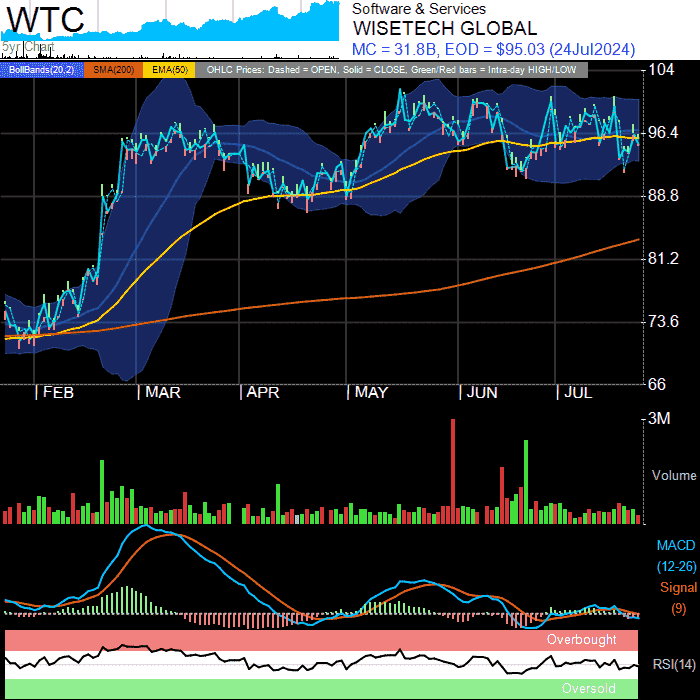 WTC
5yr Chart
Software & Services
WISETECH GLOBAL
MC = 31.8B, EOD = $95.03 (24Jul2024)
BollBands(20,2) SMA(200) EMA(50) OHLC Prices: Dashed = OPEN, Solid = CLOSE, Green/Red bars = Intra-day HIGH/LOW
104
96.4
88.8
81.2
73.6
66
FEB MAR APR MAY JUN JUL
3M
Volume
MACD
(12-26)
Signal
(9)
Overbought
RSI(14)
Oversold